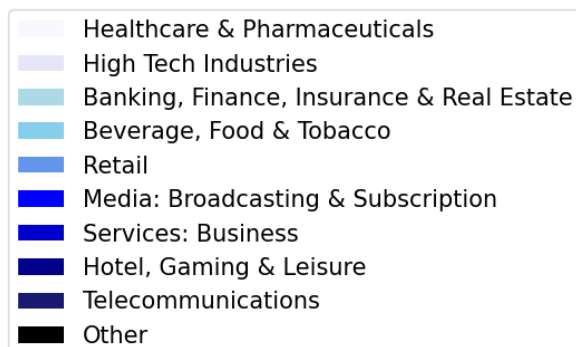 Healthcare & Pharmaceuticals
High Tech Industries
Banking, Finance, Insurance & Real Estate
Beverage, Food & Tobacco
Retail
Media: Broadcasting & Subscription
Services: Business
Hotel, Gaming & Leisure
Telecommunications
Other